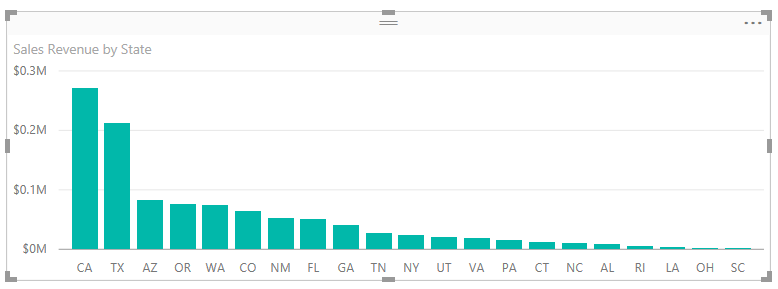 Sales Revenue by State
$0.3M
$0.2M
$0.1M
$0M
CA TX AZ OR WA CO NM FL GA TN NY UT VA PA CT NC AL RI LA OH SC